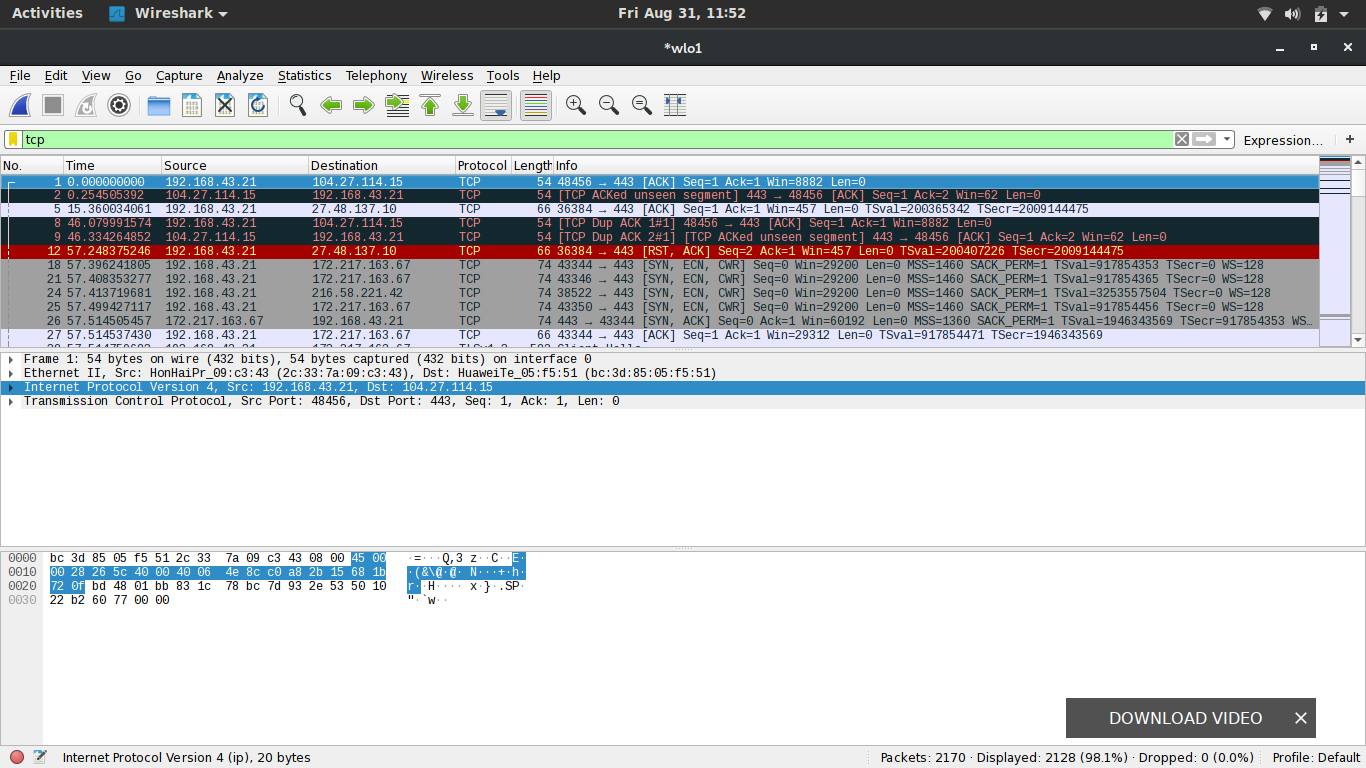 Activities Wireshark Fri Aug 31, 11:52
*wlo1
File Edit View Go Capture Analyze Statistics Telephony Wireless Tools Help
tcp Expression… +
No. Time Source Destination Protocol Length Info
1 0.000000000 192.168.43.21 104.27.114.15 TCP 54 48456 → 443 [ACK] Seq=1 Ack=1 Win=8882 Len=0
2 0.254505392 104.27.114.15 192.168.43.21 TCP 54 [TCP ACKed unseen segment] 443 → 48456 [ACK] Seq=1 Ack=2 Win=62 Len=0
5 15.360034061 192.168.43.21 27.48.137.10 TCP 66 36384 → 443 [ACK] Seq=1 Ack=1 Win=457 Len=0 TSval=200365342 TSecr=2009144475
8 46.079991574 192.168.43.21 104.27.114.15 TCP 54 [TCP Dup ACK 1#1] 48456 → 443 [ACK] Seq=1 Ack=1 Win=8882 Len=0
9 46.334264852 104.27.114.15 192.168.43.21 TCP 54 [TCP Dup ACK 2#1] [TCP ACKed unseen segment] 443 → 48456 [ACK] Seq=1 Ack=2 Win=62 Len=0
12 57.248375246 192.168.43.21 27.48.137.10 TCP 66 36384 → 443 [RST, ACK] Seq=2 Ack=1 Win=457 Len=0 TSval=200407226 TSecr=2009144475
18 57.396241805 192.168.43.21 172.217.163.67 TCP 74 43344 → 443 [SYN, ECN, CWR] Seq=0 Win=29200 Len=0 MSS=1460 SACK_PERM=1 TSval=917854353 TSecr=0 WS=128
21 57.408353277 192.168.43.21 172.217.163.67 TCP 74 43346 → 443 [SYN, ECN, CWR] Seq=0 Win=29200 Len=0 MSS=1460 SACK_PERM=1 TSval=917854365 TSecr=0 WS=128
24 57.413719681 192.168.43.21 216.58.221.42 TCP 74 38522 → 443 [SYN, ECN, CWR] Seq=0 Win=29200 Len=0 MSS=1460 SACK_PERM=1 TSval=3253557504 TSecr=0 WS=128
25 57.499427117 192.168.43.21 172.217.163.67 TCP 74 43350 → 443 [SYN, ECN, CWR] Seq=0 Win=29200 Len=0 MSS=1460 SACK_PERM=1 TSval=917854456 TSecr=0 WS=128
26 57.514505457 172.217.163.67 192.168.43.21 TCP 74 443 → 43344 [SYN, ACK] Seq=0 Ack=1 Win=60192 Len=0 MSS=1360 SACK_PERM=1 TSval=1946343569 TSecr=917854353 WS…
27 57.514537430 192.168.43.21 172.217.163.67 TCP 66 43344 → 443 [ACK] Seq=1 Ack=1 Win=29312 Len=0 TSval=917854471 TSecr=1946343569
Frame 1: 54 bytes on wire (432 bits), 54 bytes captured (432 bits) on interface 0
Ethernet II, Src: HonHaiPr_09:c3:43 (2c:33:7a:09:c3:43), Dst: HuaweiTe_05:f5:51 (bc:3d:85:05:f5:51)
Internet Protocol Version 4, Src: 192.168.43.21, Dst: 104.27.114.15
Transmission Control Protocol, Src Port: 48456, Dst Port: 443, Seq: 1, Ack: 1, Len: 0
0000 bc 3d 85 05 f5 51 2c 33 7a 09 c3 43 08 00 45 00 ·=···Q,3 z··C··E·
0010 00 28 26 5c 40 00 40 06 4e 8c c0 a8 2b 15 68 1b ·(&\@·@· N···+·h·
0020 72 0f bd 48 01 bb 83 1c 78 bc 7d 93 2e 53 50 10 r··H···· x·}·.SP·
0030 22 b2 60 77 00 00 "·`w··
DOWNLOAD VIDEO ×
Internet Protocol Version 4 (ip), 20 bytes Packets: 2170 · Displayed: 2128 (98.1%) · Dropped: 0 (0.0%) Profile: Default